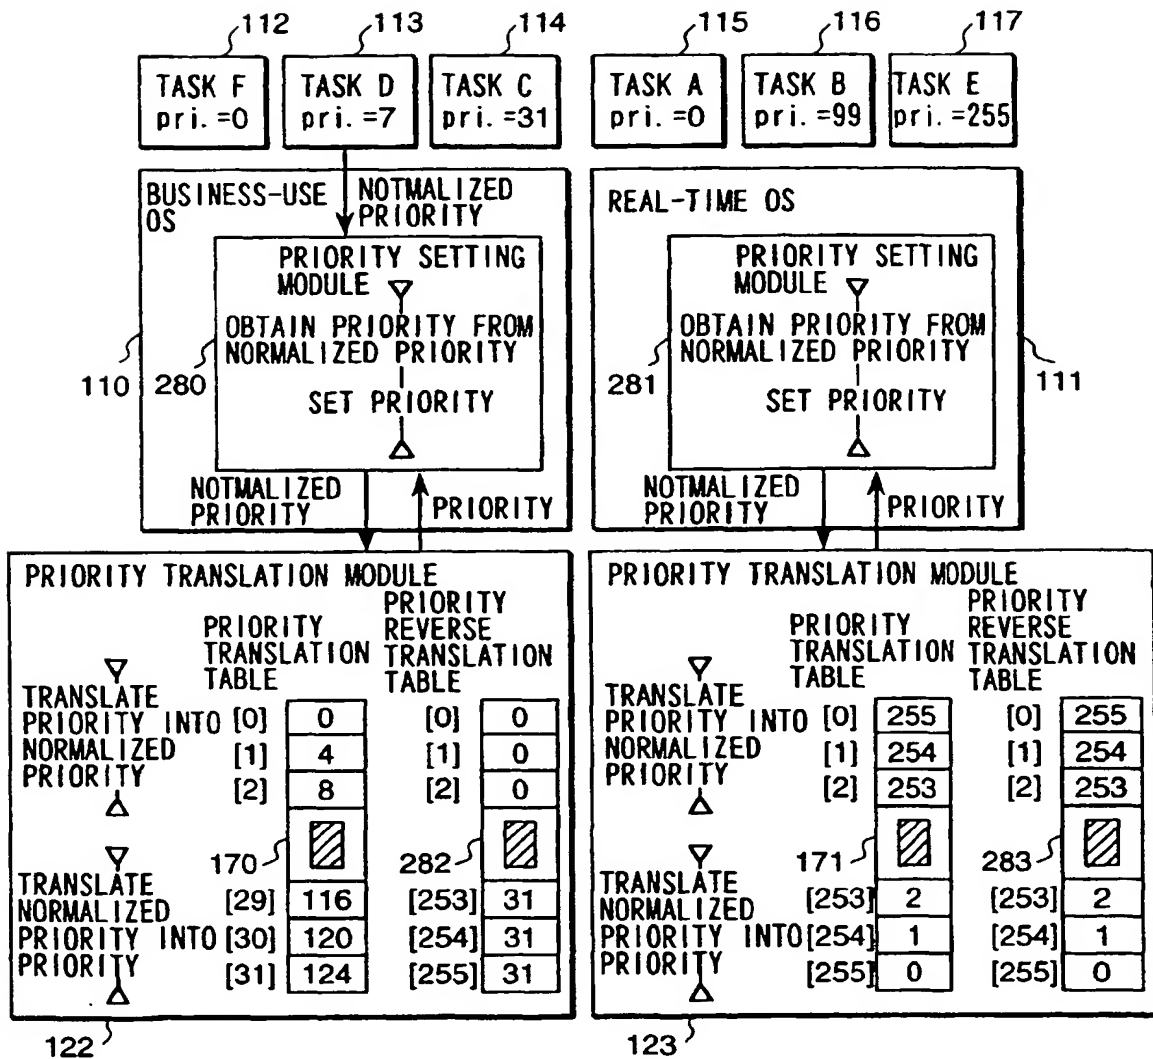 112
113
114
115
116
117
TASK F
pri.=0
TASK D
pri.=7
TASK C
pri.=31
TASK A
pri.=0
TASK B
pri.=99
TASK E
pri.=255
BUSINESS-USE
OS
NOTMALIZED
PRIORITY
PRIORITY SETTING
MODULE
OBTAIN PRIORITY FROM
NORMALIZED PRIORITY
SET PRIORITY
110
280
NOTMALIZED
PRIORITY
PRIORITY
REAL-TIME OS
PRIORITY SETTING
MODULE
OBTAIN PRIORITY FROM
NORMALIZED PRIORITY
SET PRIORITY
281
111
NOTMALIZED
PRIORITY
PRIORITY
PRIORITY TRANSLATION MODULE
PRIORITY
TRANSLATION
TABLE
PRIORITY
REVERSE
TRANSLATION
TABLE
TRANSLATE
PRIORITY INTO
NORMALIZED
PRIORITY
[0] 0
[1] 4
[2] 8
[0] 0
[1] 0
[2] 0
170
282
TRANSLATE
NORMALIZED
PRIORITY INTO
PRIORITY
[29] 116
[30] 120
[31] 124
[253] 31
[254] 31
[255] 31
122
PRIORITY TRANSLATION MODULE
PRIORITY
TRANSLATION
TABLE
PRIORITY
REVERSE
TRANSLATION
TABLE
TRANSLATE
PRIORITY INTO
NORMALIZED
PRIORITY
[0] 255
[1] 254
[2] 253
[0] 255
[1] 254
[2] 253
171
283
TRANSLATE
NORMALIZED
PRIORITY INTO
PRIORITY
[253] 2
[254] 1
[255] 0
[253] 2
[254] 1
[255] 0
123